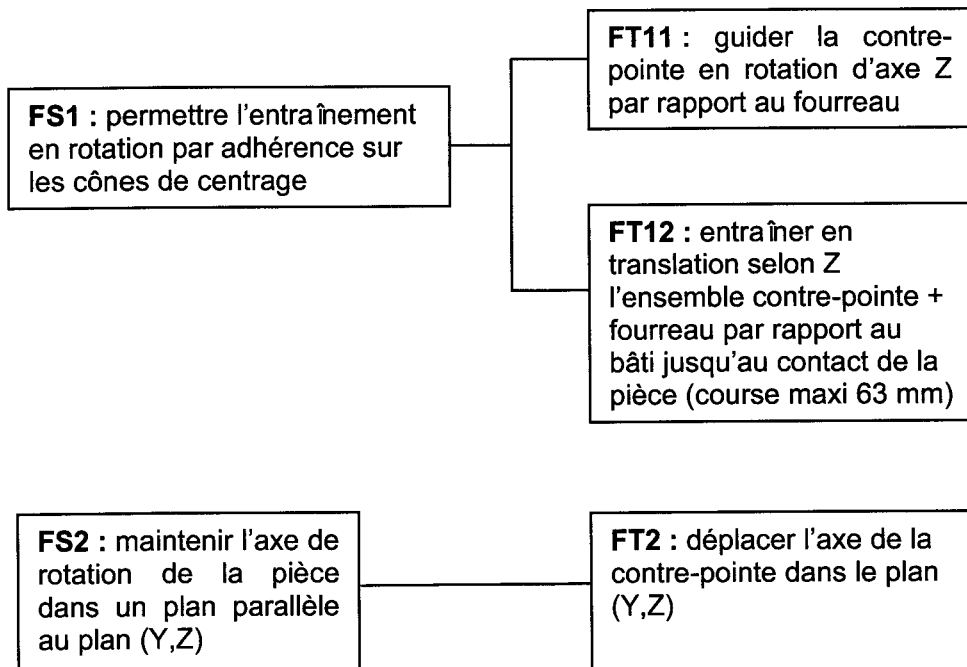 FT11 : guider la contre-
pointe en rotation d'axe Z
par rapport au fourreau
FS1 : permettre l'entraînement
en rotation par adhérence sur
les cônes de centrage
FT12 : entraîner en
translation selon Z
l'ensemble contre-pointe +
fourreau par rapport au
bâti jusqu'au contact de la
pièce (course maxi 63 mm)
FS2 : maintenir l'axe de
rotation de la pièce
dans un plan parallèle
au plan (Y,Z)
FT2 : déplacer l'axe de la
contre-pointe dans le plan
(Y,Z)